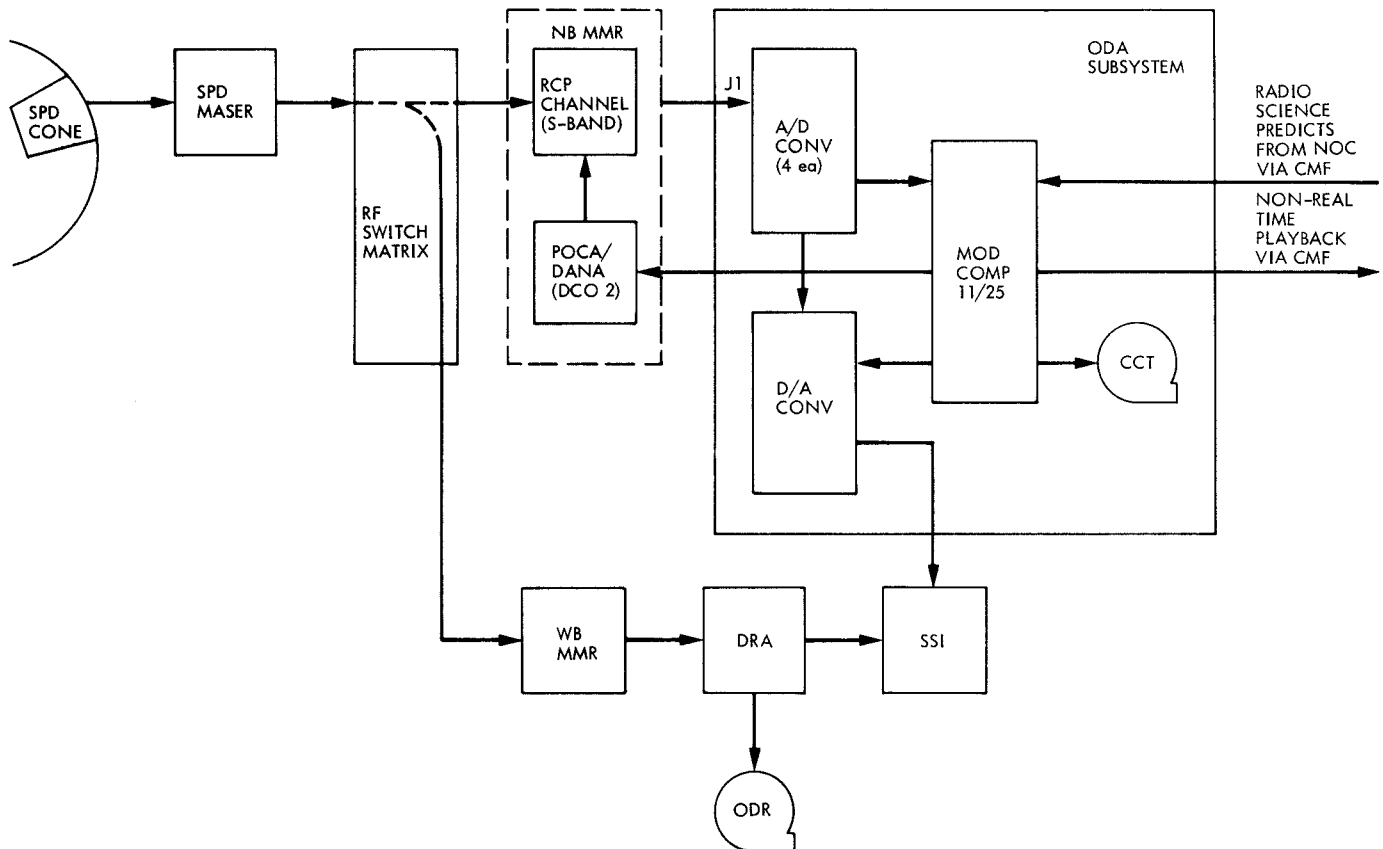 SPD
CONE
SPD
MASER
RF
SWITCH
MATRIX
NB MMR
RCP
CHANNEL
(S-BAND)
POCA/
DANA
(DCO 2)
J1
A/D
CONV
(4 ea)
D/A
CONV
MOD
COMP
11/25
ODA
SUBSYSTEM
CCT
RADIO
SCIENCE
PREDICTS
FROM NOC
VIA CMF
NON-REAL
TIME
PLAYBACK
VIA CMF
WB
MMR
DRA
SSI
ODR